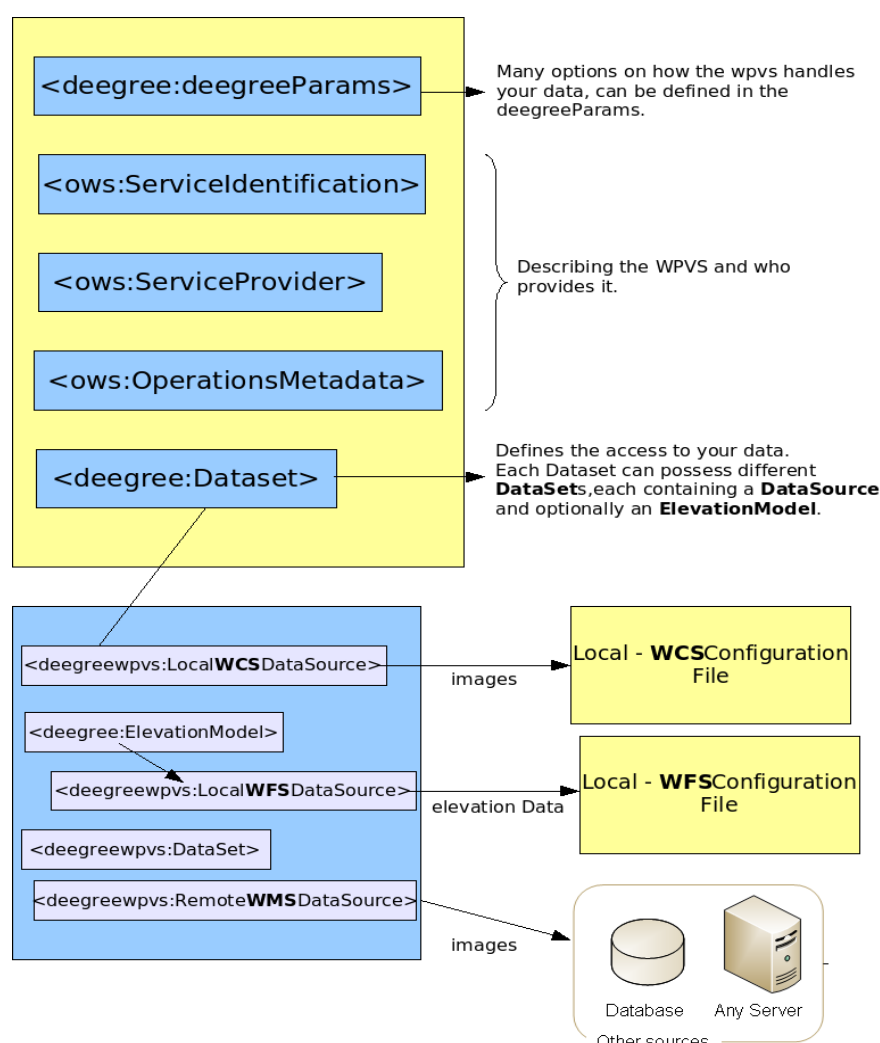 <deegree:deegreeParams>
Many options on how the wpvs handles
your data, can be defined in the
deegreeParams.
<ows:ServiceIdentification>
<ows:ServiceProvider>
Describing the WPVS and who
provides it.
<ows:OperationsMetadata>
<deegree:Dataset>
Defines the access to your data.
Each Dataset can possess different
DataSets,each containing a DataSource
and optionally an ElevationModel.
<deegreewpvs:LocalWCSDataSource>
images
Local - WCSConfiguration
File
<deegree:ElevationModel>
<deegreewpvs:LocalWFSDataSource>
elevation Data
Local - WFSConfiguration
File
<deegreewpvs:DataSet>
<deegreewpvs:RemoteWMSDataSource>
images
Database
Any Server
Other sources